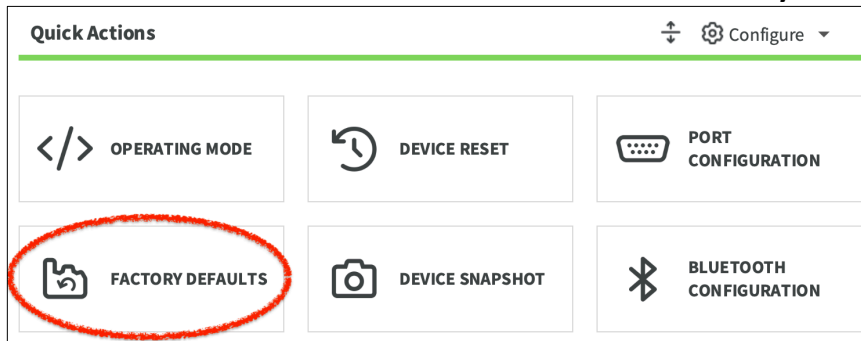 Quick Actions
Configure
OPERATING MODE
DEVICE RESET
PORT
CONFIGURATION
FACTORY DEFAULTS
DEVICE SNAPSHOT
BLUETOOTH
CONFIGURATION